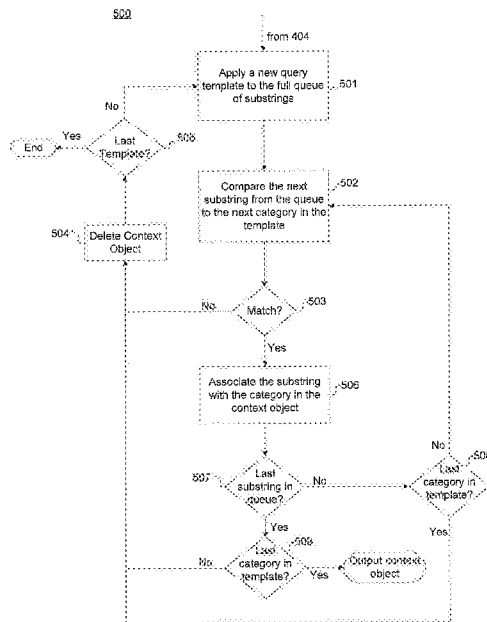 500
from 404
Apply a new query
template to the full queue
of substrings
501
No
Yes
End
Last
Template?
Compare the next
substring from the queue
to the next category in the
template
502
504
Delete Context
Object
No
Match?
503
Yes
Associate the substring
with the category in the
context object
506
No
507
Last
substring in
queue?
No
Last
category in
template?
Yes
Yes
No
Last
category in
template?
509
Yes
Output context
object